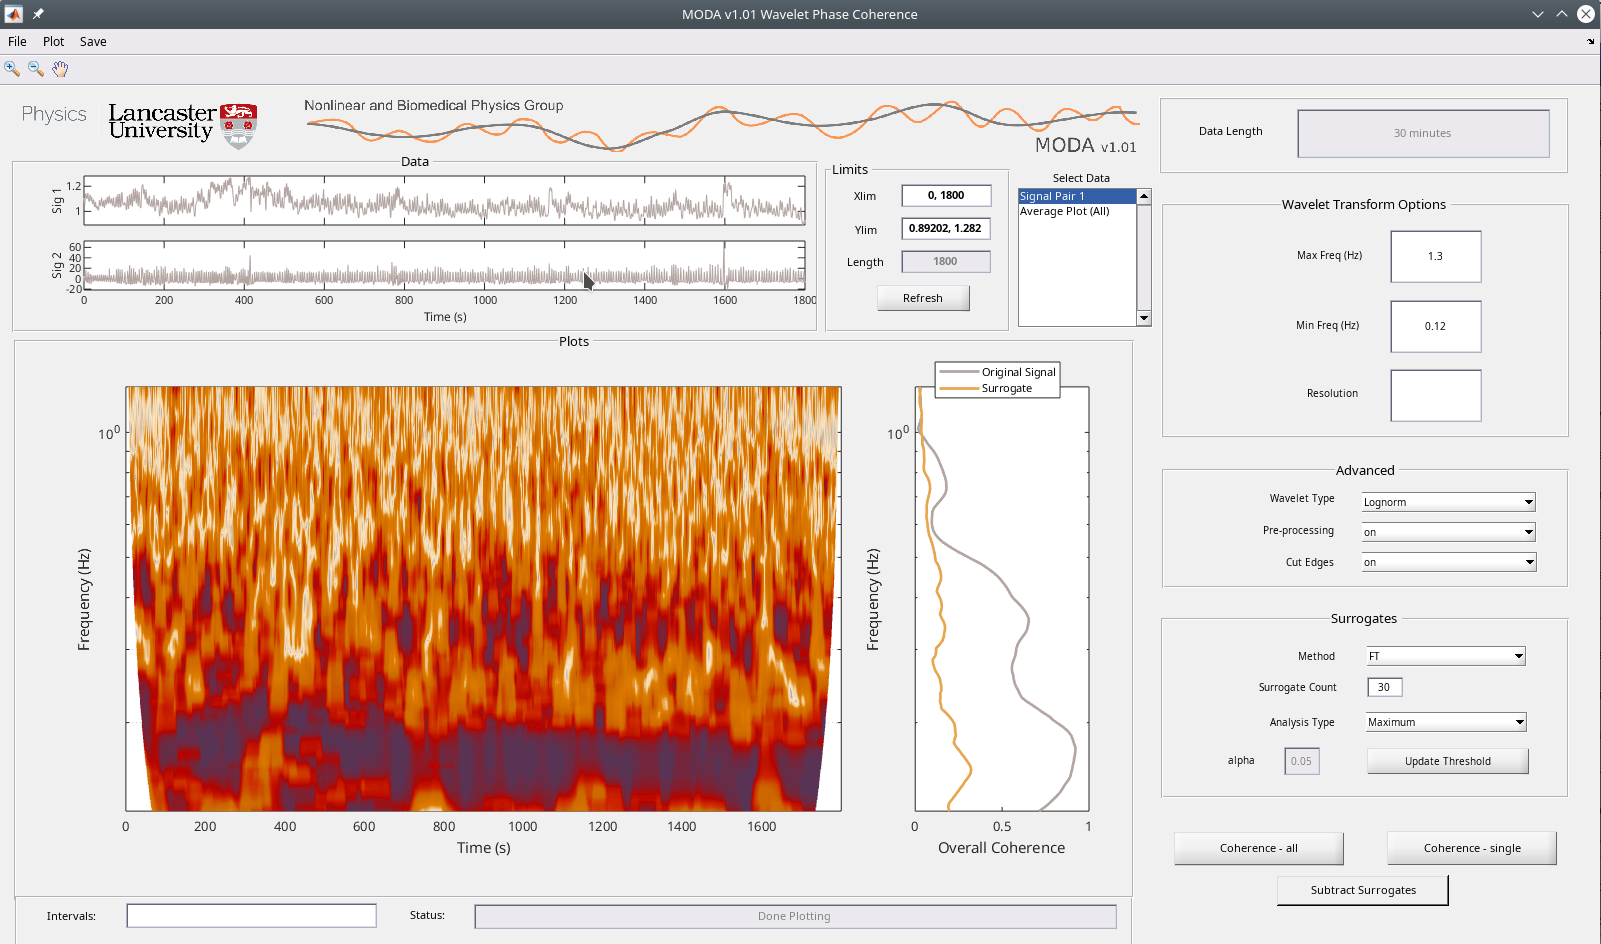 MODA v1.01 Wavelet Phase Coherence
File Plot Save
Physics Lancaster University
Nonlinear and Biomedical Physics Group
MODA v1.01
Data Length 30 minutes
Data
Sig 1
1.2
1
Sig 2
60
40
20
0
-20
0 200 400 600 800 1000 1200 1400 1600 1800
Time (s)
Limits
Xlim 0, 1800
Ylim 0.89202, 1.282
Length 1800
Refresh
Select Data
Signal Pair 1
Average Plot (All)
Wavelet Transform Options
Max Freq (Hz) 1.3
Min Freq (Hz) 0.12
Resolution
Plots
10⁰
Frequency (Hz)
0 200 400 600 800 1000 1200 1400 1600
Time (s)
Original Signal
Surrogate
10⁰
Frequency (Hz)
0 0.5 1
Overall Coherence
Advanced
Wavelet Type Lognorm
Pre-processing on
Cut Edges on
Surrogates
Method FT
Surrogate Count 30
Analysis Type Maximum
alpha 0.05 Update Threshold
Coherence - all Coherence - single
Subtract Surrogates
Intervals: Status: Done Plotting